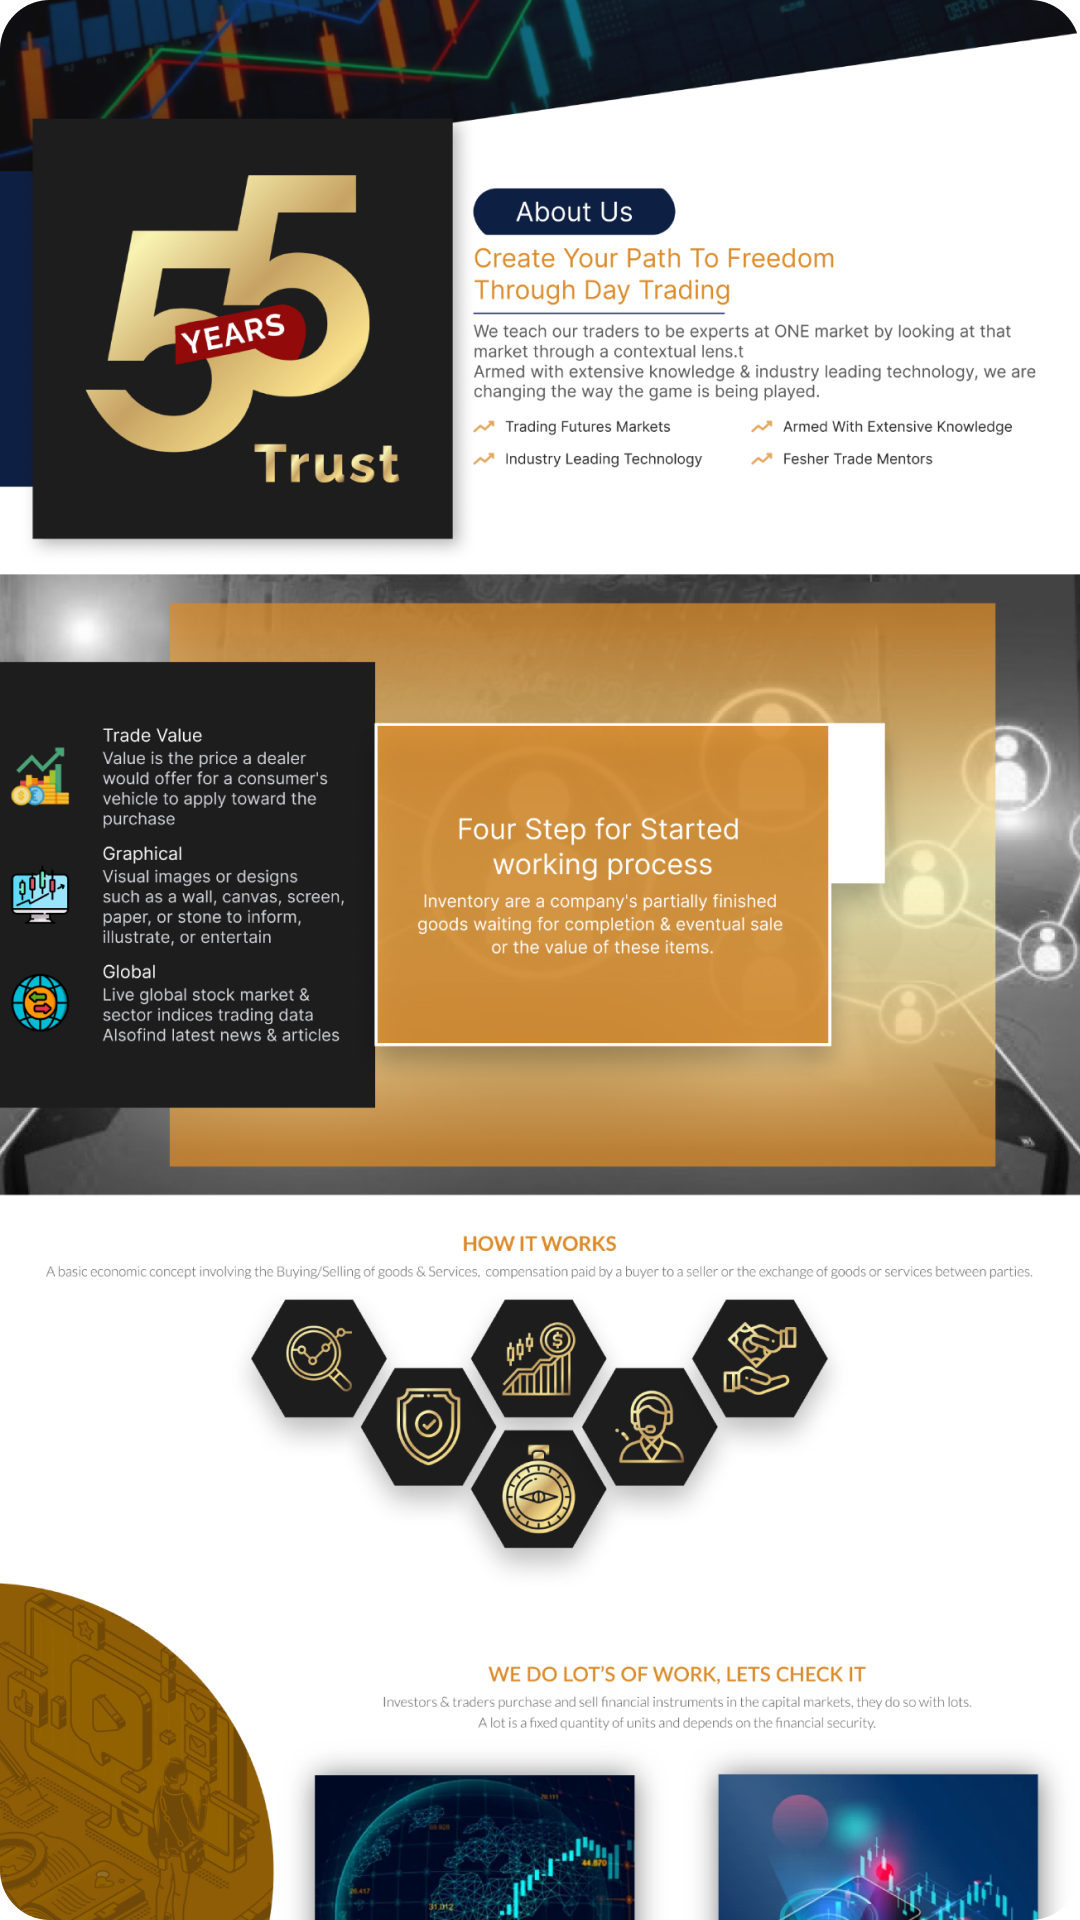 55
YEARS
Trust
About Us
Create Your Path To Freedom
Through Day Trading
We teach our traders to be experts at ONE market by looking at that
market through a contextual lens.t
Armed with extensive knowledge & industry leading technology, we are
changing the way the game is being played.
Trading Futures Markets
Armed With Extensive Knowledge
Industry Leading Technology
Fesher Trade Mentors
Trade Value
Value is the price a dealer
would offer for a consumer's
vehicle to apply toward the
purchase
Graphical
Visual images or designs
such as a wall, canvas, screen,
paper, or stone to inform,
illustrate, or entertain
Global
Live global stock market &
sector indices trading data
Alsofind latest news & articles
Four Step for Started
working process
Inventory are a company's partially finished
goods waiting for completion & eventual sale
or the value of these items.
HOW IT WORKS
A basic economic concept involving the Buying/Selling of goods & Services, compensation paid by a buyer to a seller or the exchange of goods or services between parties.
WE DO LOT'S OF WORK, LETS CHECK IT
Investors & traders purchase and sell financial instruments in the capital markets, they do so with lots.
A lot is a fixed quantity of units and depends on the financial security.
44.870
31.012